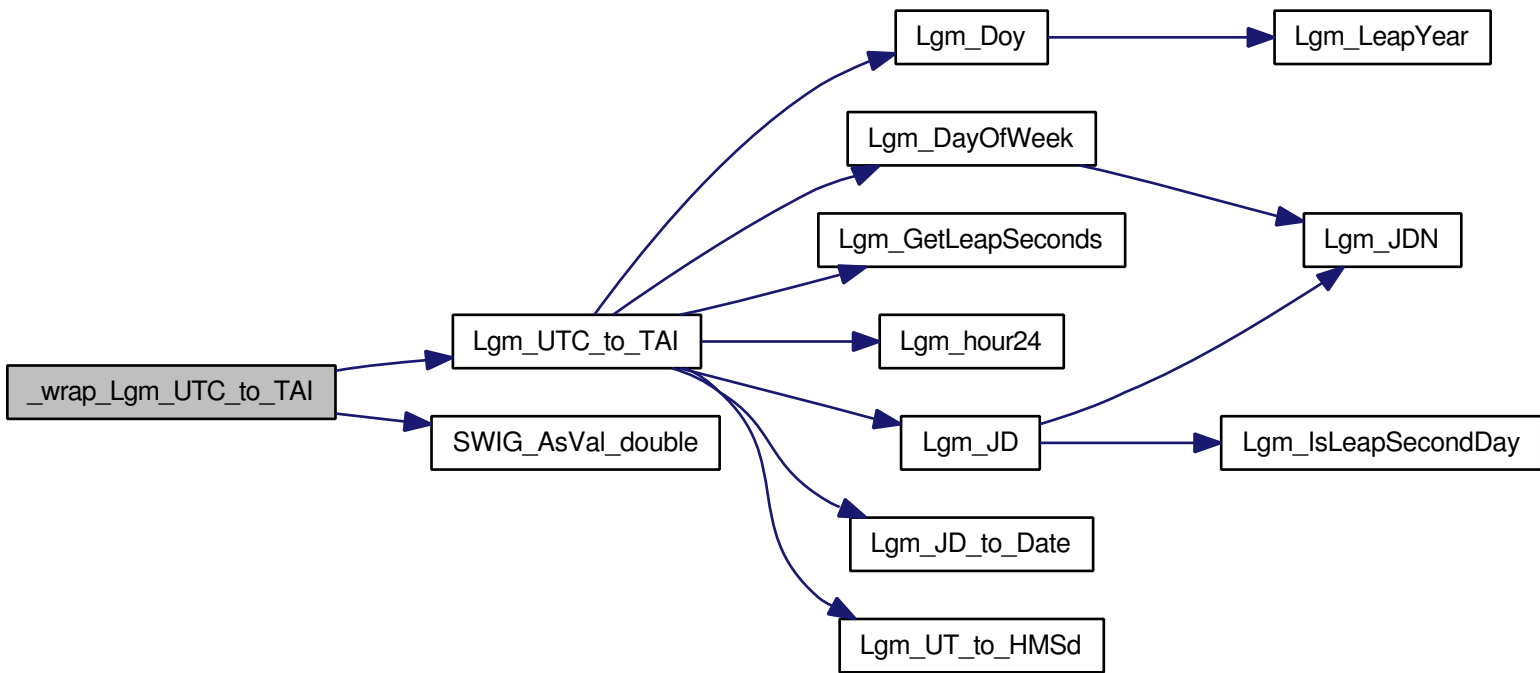 Lgm_Doy
Lgm_LeapYear
Lgm_DayOfWeek
Lgm_GetLeapSeconds
Lgm_JDN
Lgm_UTC_to_TAI
Lgm_hour24
_wrap_Lgm_UTC_to_TAI
SWIG_AsVal_double
Lgm_JD
Lgm_IsLeapSecondDay
Lgm_JD_to_Date
Lgm_UT_to_HMSd